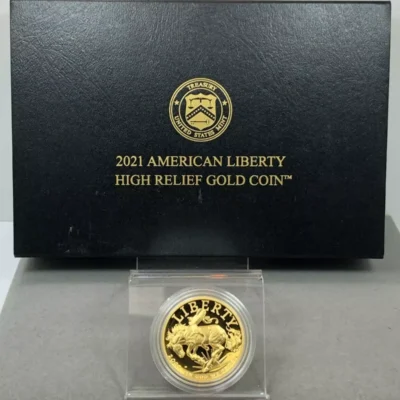 TREASURY
UNITED STATES MINT
2021 AMERICAN LIBERTY
HIGH RELIEF GOLD COIN™
LIBERTY